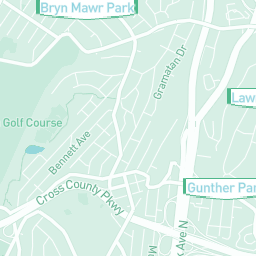 Bryn Mawr Park
Gramatan Dr
Law
Golf Course
Bennett Ave
Gunther Par
Cross County Pkwy
k Ave N